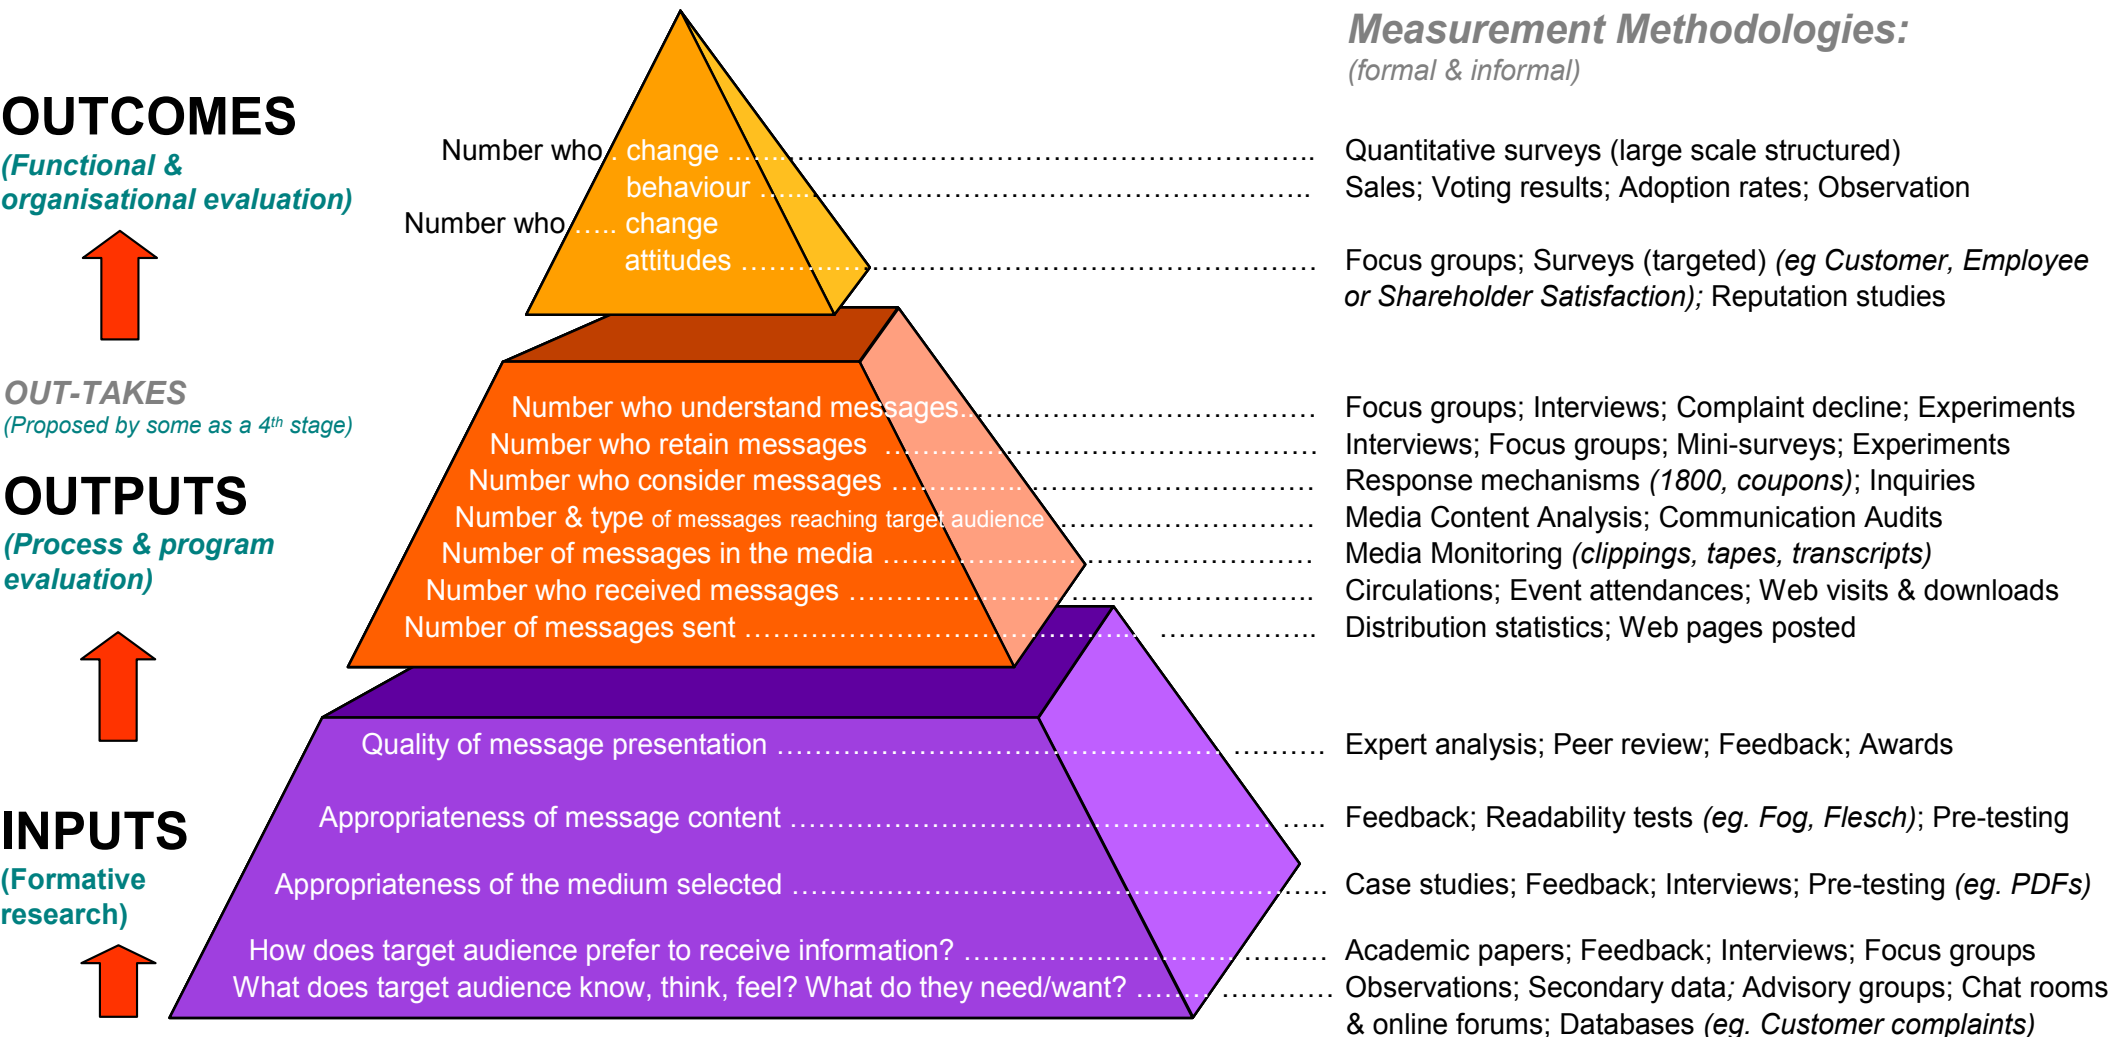 Measurement Methodologies:
(formal & informal)
OUTCOMES
(Functional &
organisational evaluation)
Number who . change ……………………………………………………….. Quantitative surveys (large scale structured)
behaviour ………………………………………………….. Sales; Voting results; Adoption rates; Observation
Number who ….. change
attitudes ……………………………………………………… Focus groups; Surveys (targeted) (eg Customer, Employee
or Shareholder Satisfaction); Reputation studies
OUT-TAKES
(Proposed by some as a 4th stage)
Number who understand messages………………………………… Focus groups; Interviews; Complaint decline; Experiments
Number who retain messages ………………………………………. Interviews; Focus groups; Mini-surveys; Experiments
Number who consider messages ……………………………………… Response mechanisms (1800, coupons); Inquiries
OUTPUTS
(Process & program
evaluation)
Number & type of messages reaching target audience ……………………… Media Content Analysis; Communication Audits
Number of messages in the media ……………………………………… Media Monitoring (clippings, tapes, transcripts)
Number who received messages ………………………………………….. Circulations; Event attendances; Web visits & downloads
Number of messages sent …………………………………… …………….. Distribution statistics; Web pages posted
Quality of message presentation ……………………………………… ………. Expert analysis; Peer review; Feedback; Awards
INPUTS
(Formative
research)
Appropriateness of message content ………………………………………….. Feedback; Readability tests (eg. Fog, Flesch); Pre-testing
Appropriateness of the medium selected ……………………………………….. Case studies; Feedback; Interviews; Pre-testing (eg. PDFs)
How does target audience prefer to receive information? ……………………………… Academic papers; Feedback; Interviews; Focus groups
What does target audience know, think, feel? What do they need/want? …….. ………… Observations; Secondary data; Advisory groups; Chat rooms
& online forums; Databases (eg. Customer complaints)